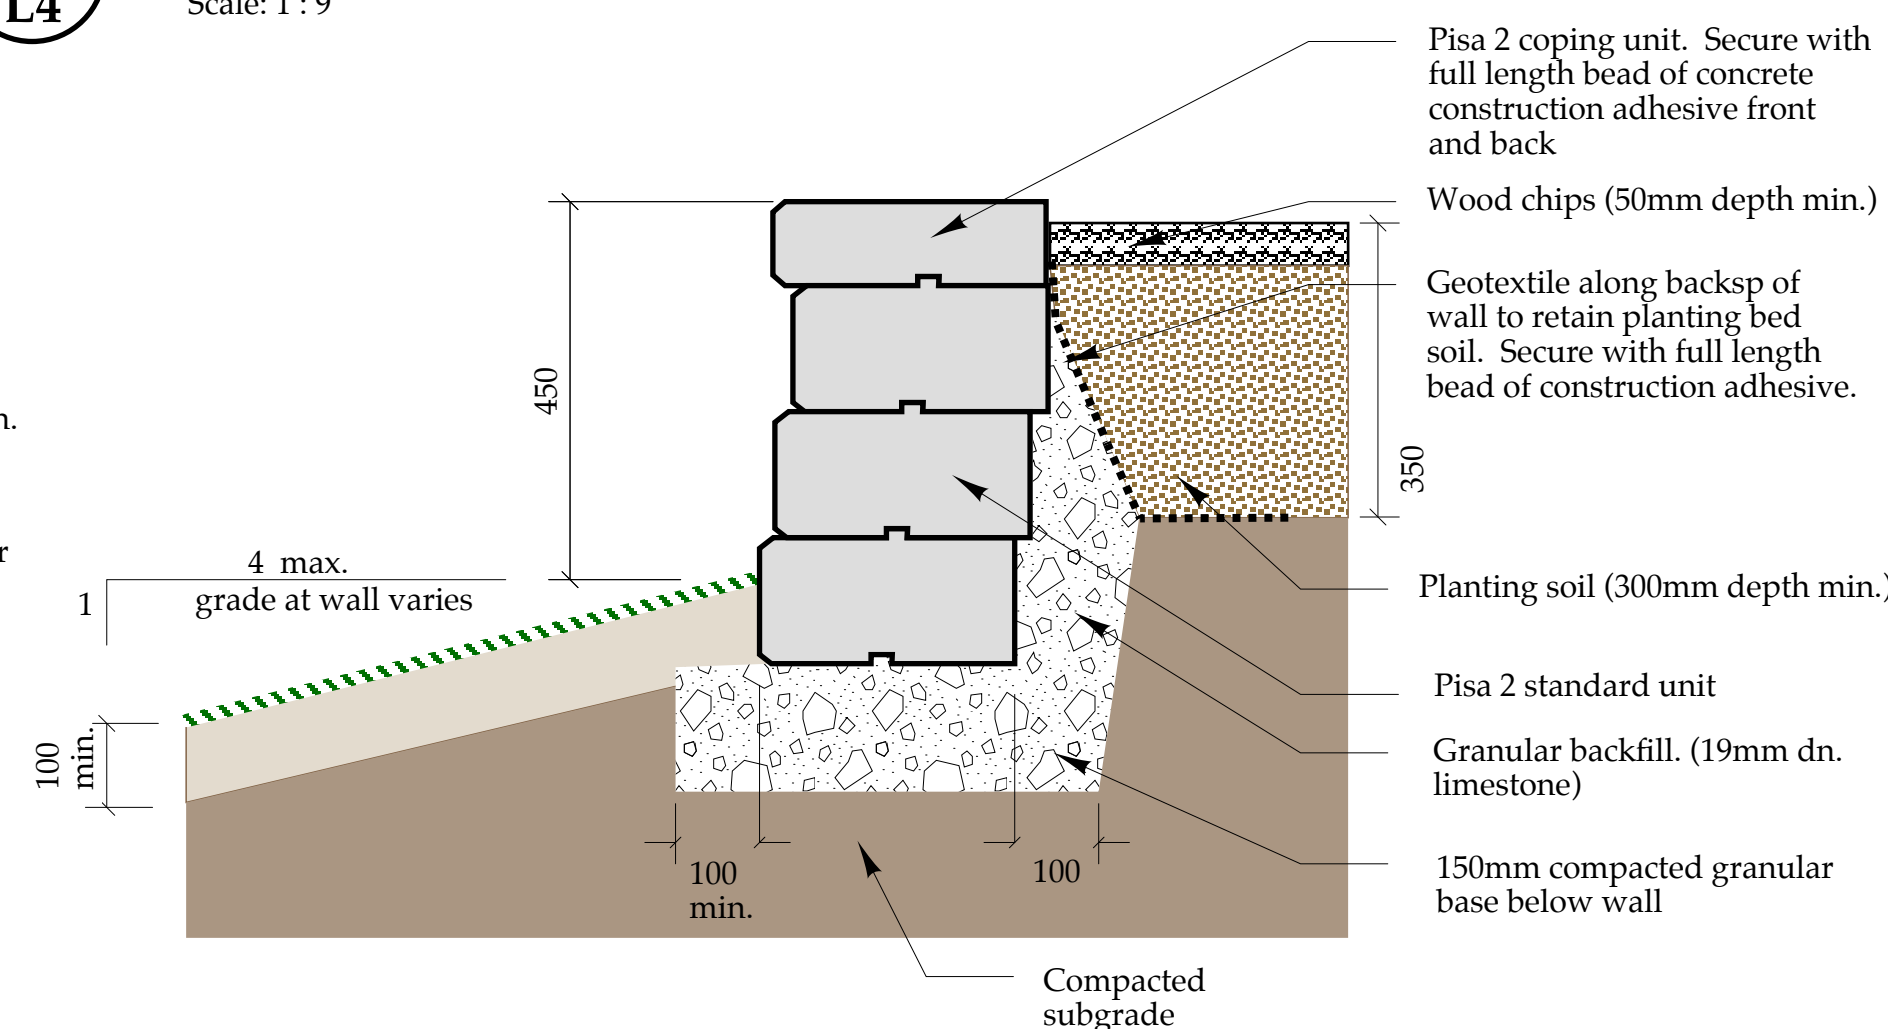 L4
Scale: 1 : 9
Pisa 2 coping unit. Secure with
full length bead of concrete
construction adhesive front
and back
Wood chips (50mm depth min.)
Geotextile along backsp of
wall to retain planting bed
soil. Secure with full length
bead of construction adhesive.
450
350
4 max.
1
grade at wall varies
Planting soil (300mm depth min.)
Pisa 2 standard unit
Granular backfill. (19mm dn.
limestone)
100
min.
150mm compacted granular
base below wall
100
min.
100
Compacted
subgrade